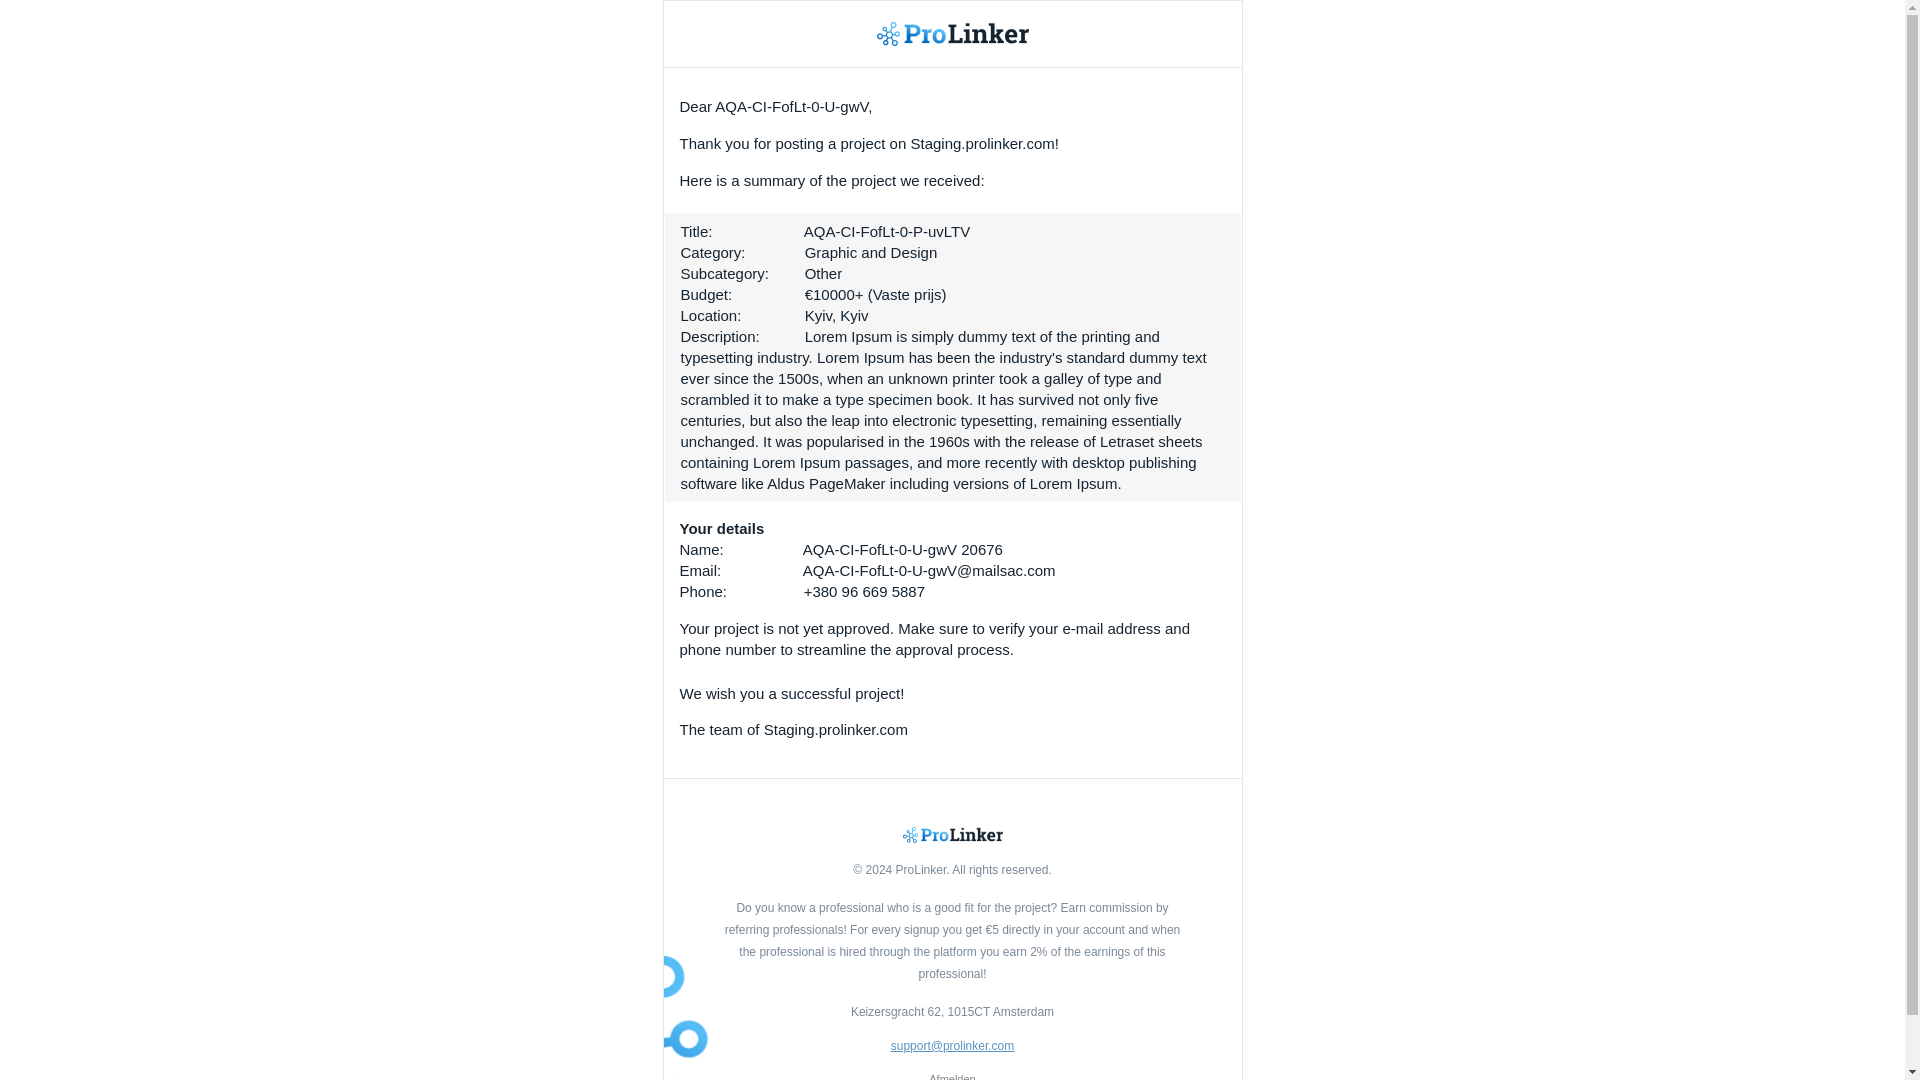 ProLinker
Dear AQA-CI-FofLt-0-U-gwV,
Thank you for posting a project on Staging.prolinker.com!
Here is a summary of the project we received:
Title: AQA-CI-FofLt-0-P-uvLTV
Category: Graphic and Design
Subcategory: Other
Budget: €10000+ (Vaste prijs)
Location: Kyiv, Kyiv
Description: Lorem Ipsum is simply dummy text of the printing and
typesetting industry. Lorem Ipsum has been the industry's standard dummy text
ever since the 1500s, when an unknown printer took a galley of type and
scrambled it to make a type specimen book. It has survived not only five
centuries, but also the leap into electronic typesetting, remaining essentially
unchanged. It was popularised in the 1960s with the release of Letraset sheets
containing Lorem Ipsum passages, and more recently with desktop publishing
software like Aldus PageMaker including versions of Lorem Ipsum.
Your details
Name: AQA-CI-FofLt-0-U-gwV 20676
Email: AQA-CI-FofLt-0-U-gwV@mailsac.com
Phone: +380 96 669 5887
Your project is not yet approved. Make sure to verify your e-mail address and
phone number to streamline the approval process.
We wish you a successful project!
The team of Staging.prolinker.com
ProLinker
© 2024 ProLinker. All rights reserved.
Do you know a professional who is a good fit for the project? Earn commission by
referring professionals! For every signup you get €5 directly in your account and when
the professional is hired through the platform you earn 2% of the earnings of this
professional!
Keizersgracht 62, 1015CT Amsterdam
support@prolinker.com
Afmelden